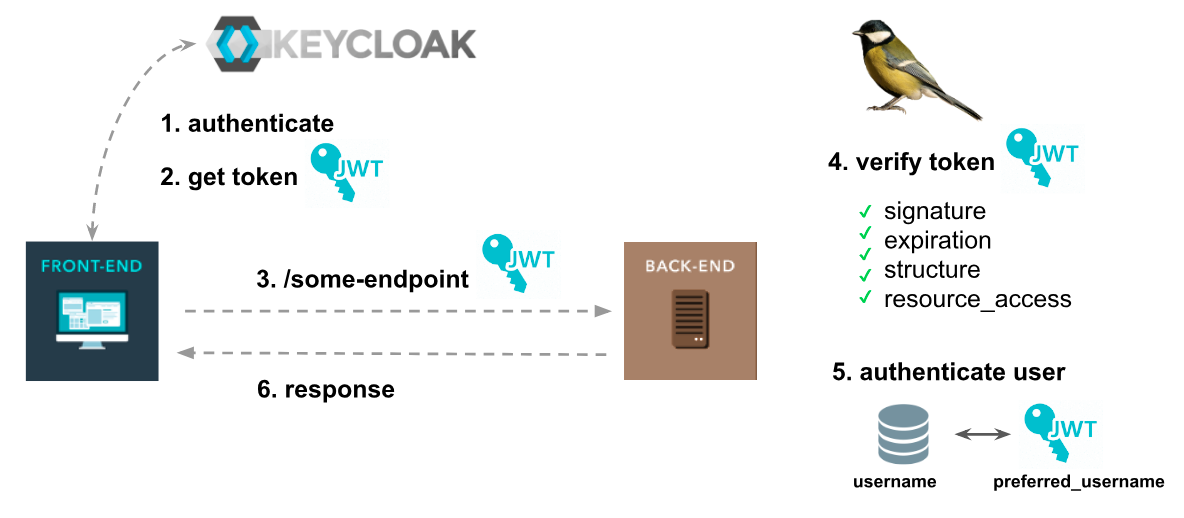 KEYCLOAK
1. authenticate
2. get token JWT
FRONT-END
3. /some-endpoint JWT
BACK-END
6. response
4. verify token JWT
✓ signature
✓ expiration
✓ structure
✓ resource_access
5. authenticate user
JWT
username
preferred_username